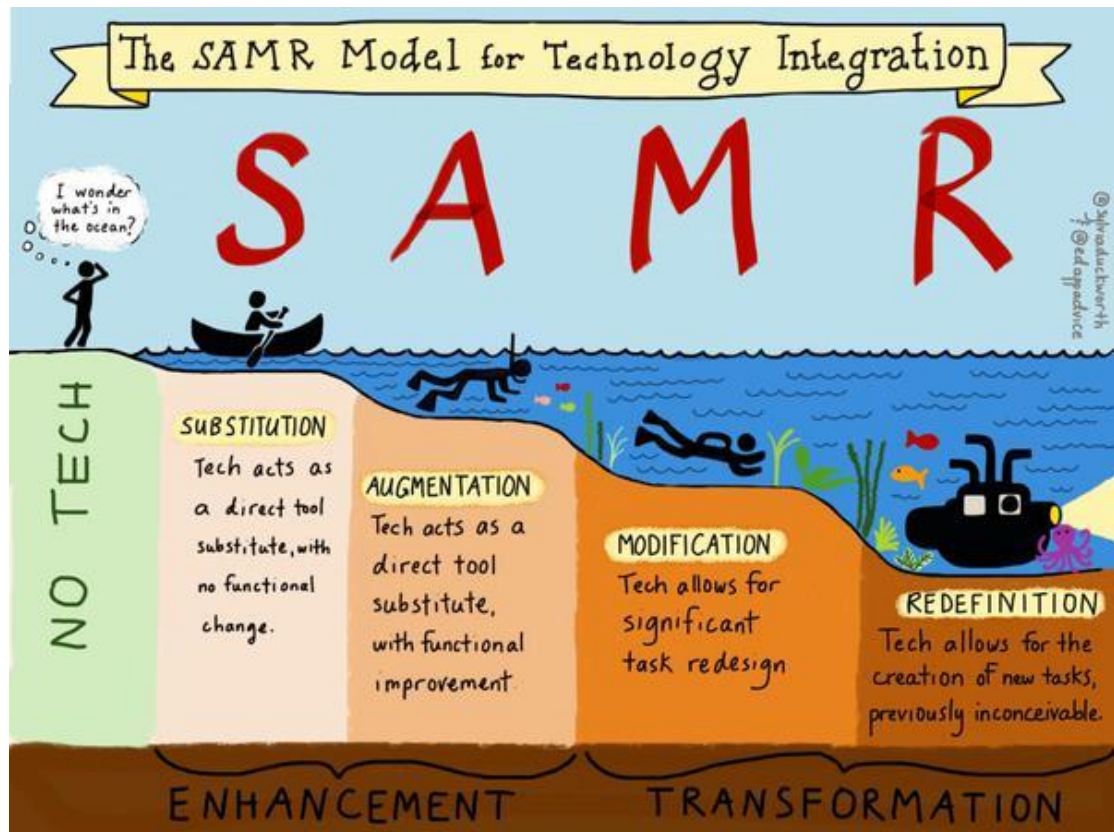 The SAMR Model for Technology Integration
S A M R
I wonder
what's in
the ocean?
@sylviaduckworth
& @edappadvice
NO TECH
SUBSTITUTION
Tech acts as
a direct tool
substitute, with
no functional
change.
AUGMENTATION
Tech acts as a
direct tool
substitute,
with functional
improvement
MODIFICATION
Tech allows for
significant
task redesign
REDEFINITION
Tech allows for the
creation of new tasks,
previously inconceivable.
ENHANCEMENT
TRANSFORMATION